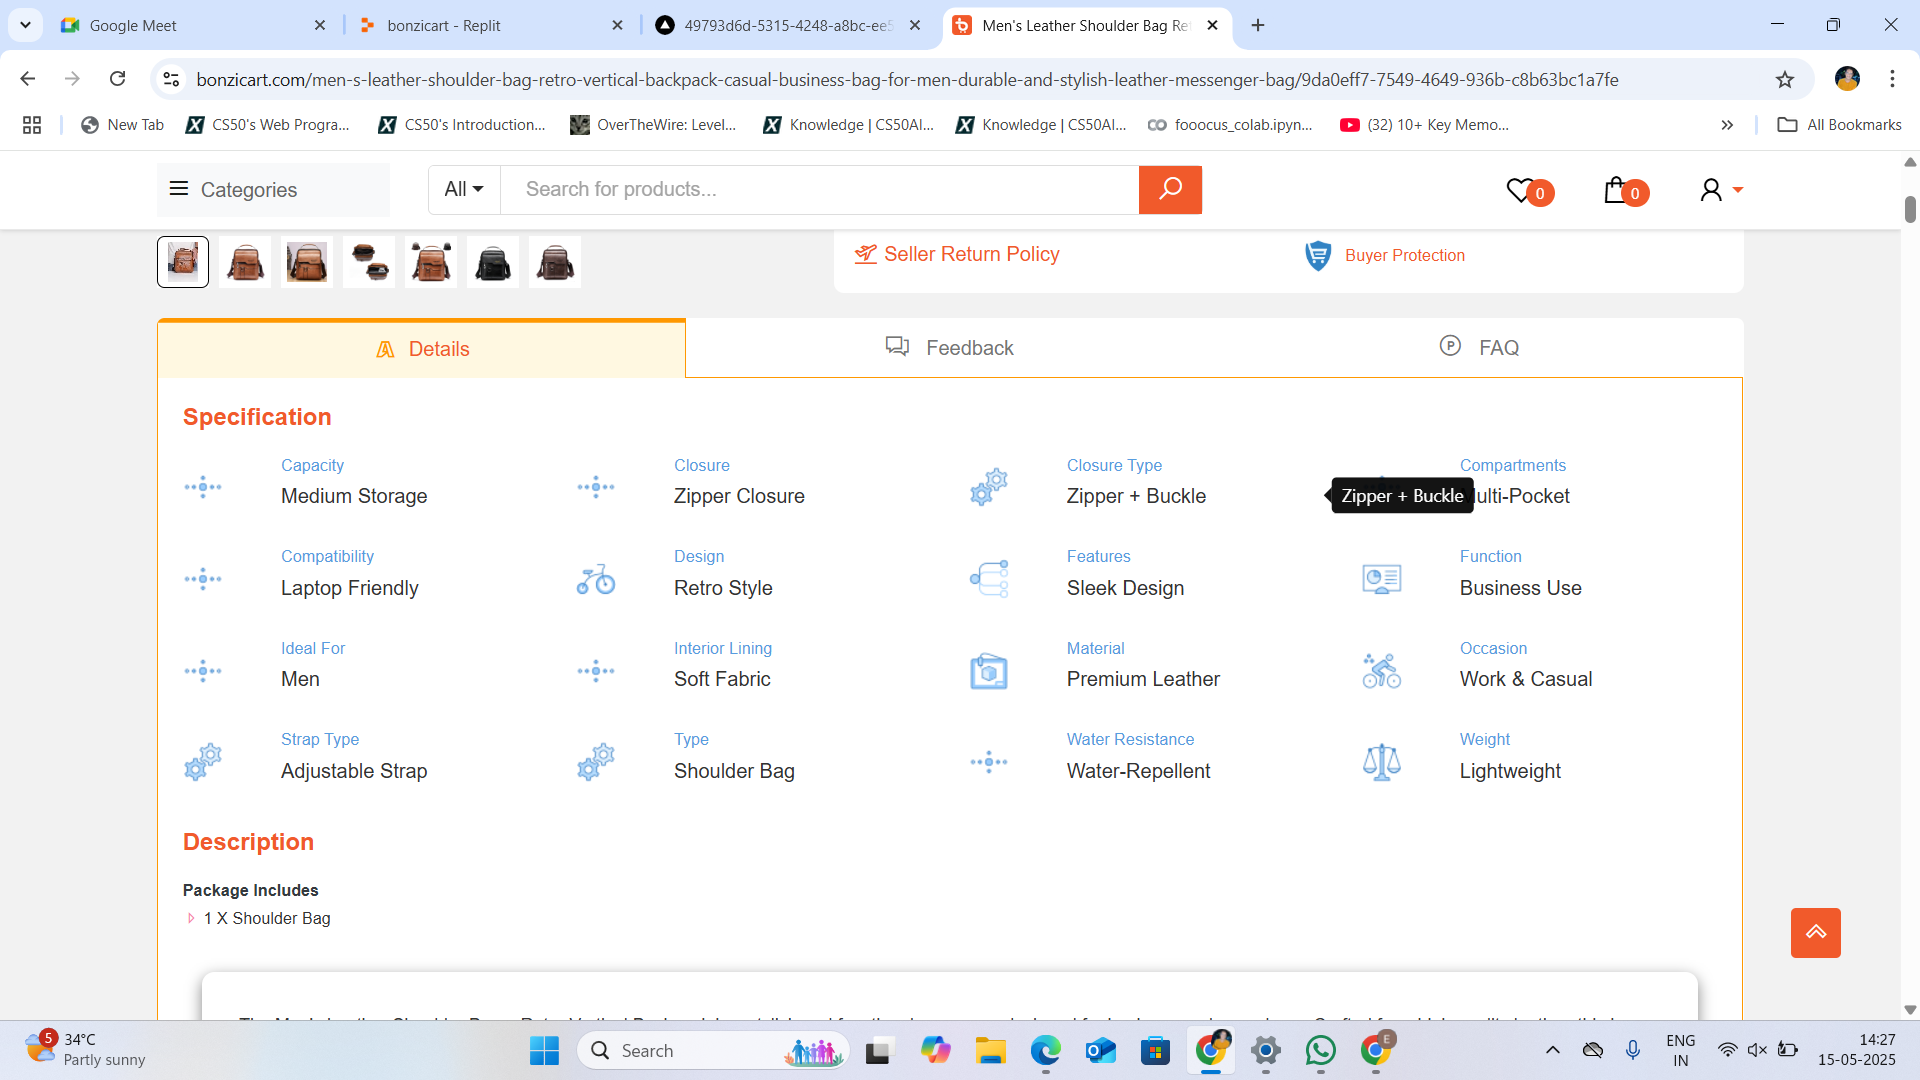 Google Meet
bonzicart - Replit
49793d6d-5315-4248-a8bc-ee5
Men's Leather Shoulder Bag Ret
bonzicart.com/men-s-leather-shoulder-bag-retro-vertical-backpack-casual-business-bag-for-men-durable-and-stylish-leather-messenger-bag/9da0eff7-7549-4649-936b-c8b63bc1a7fe
New Tab
CS50's Web Progra...
CS50's Introduction...
OverTheWire: Level...
Knowledge | CS50AI...
Knowledge | CS50AI...
fooocus_colab.ipyn...
(32) 10+ Key Memo...
All Bookmarks
Categories
All
Search for products...
0
0
Seller Return Policy
Buyer Protection
Details
Feedback
P
FAQ
Specification
Capacity
Medium Storage
Closure
Zipper Closure
Closure Type
Zipper + Buckle
Zipper + Buckle
Compartments
ulti-Pocket
Compatibility
Laptop Friendly
Design
Retro Style
Features
Sleek Design
Function
Business Use
Ideal For
Men
Interior Lining
Soft Fabric
Material
Premium Leather
Occasion
Work & Casual
Strap Type
Adjustable Strap
Type
Shoulder Bag
Water Resistance
Water-Repellent
Weight
Lightweight
Description
Package Includes
1 X Shoulder Bag
5
34°C
Partly sunny
Search
E
ENG
IN
14:27
15-05-2025